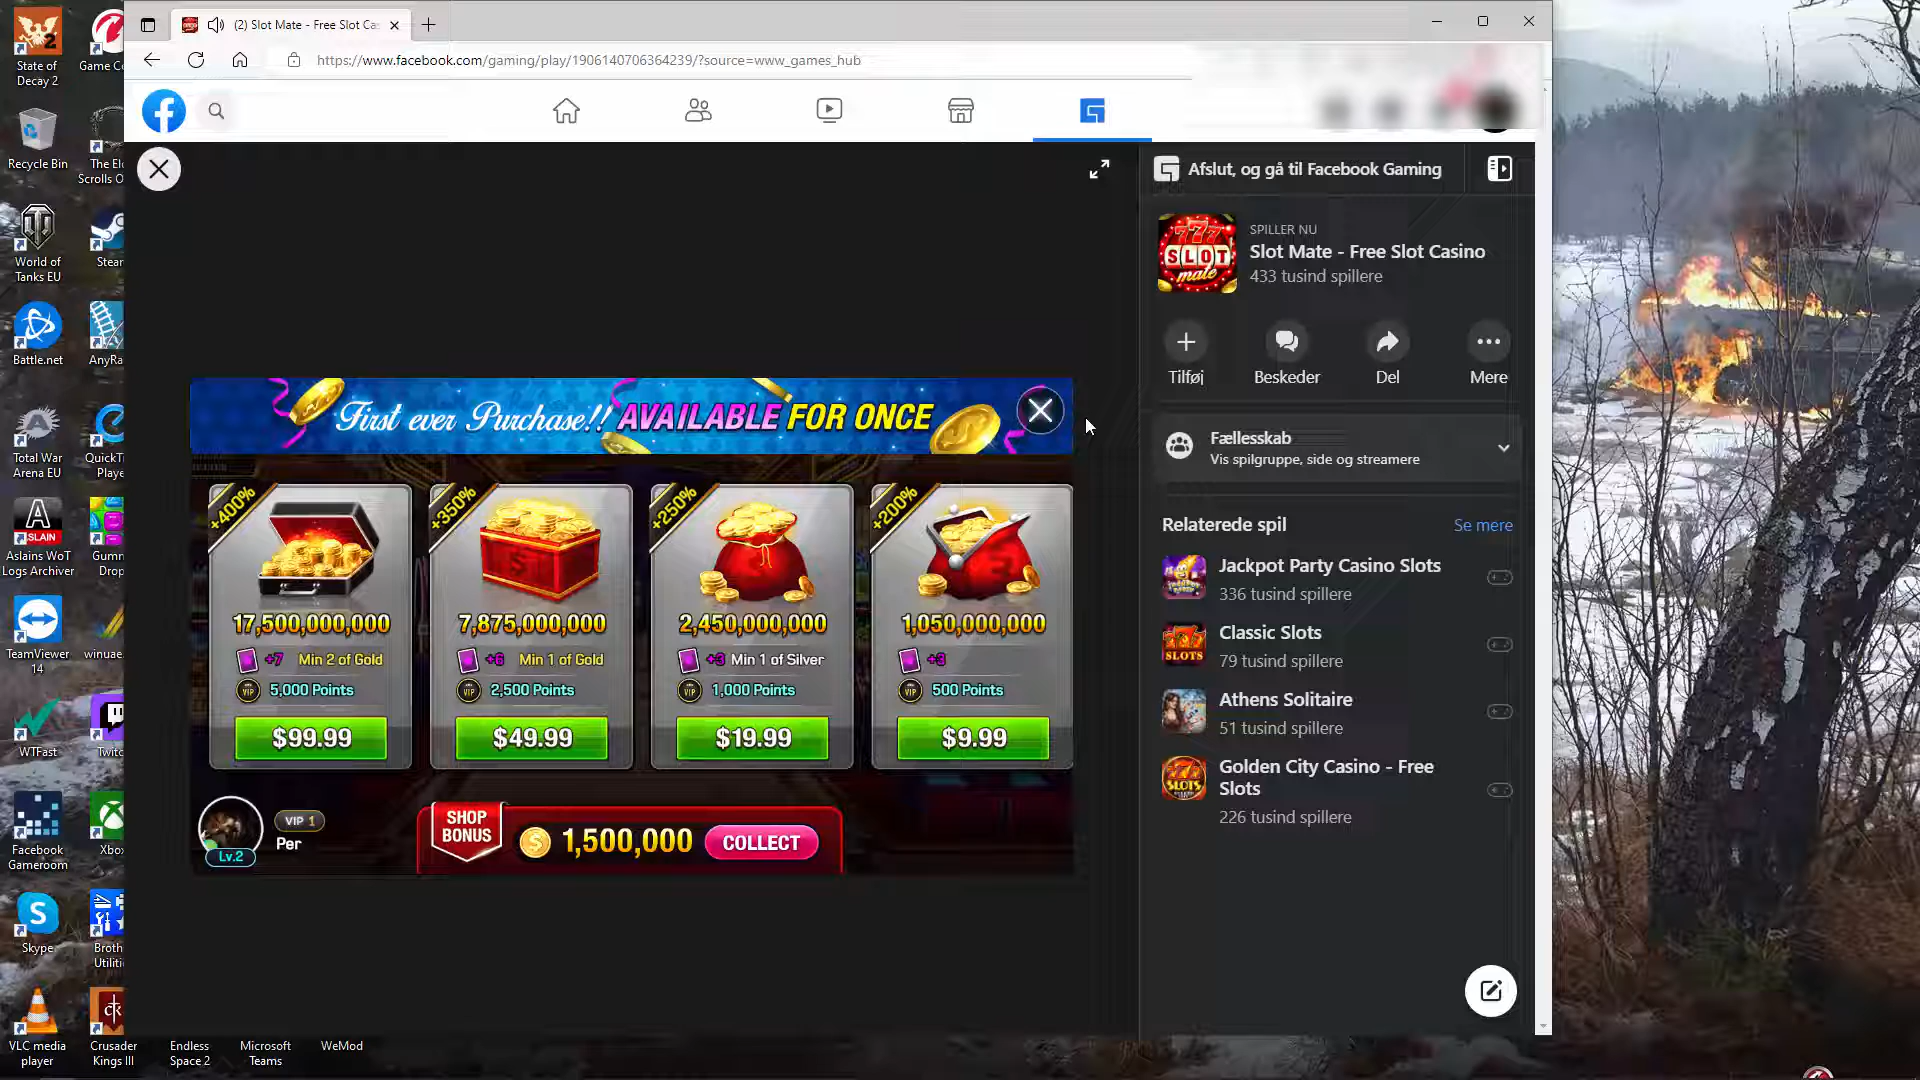 (2) Slot Mate - Free Slot Ca
https://www.facebook.com/gaming/play/1906140706364239/?source=www_games_hub
State of
Decay 2
Game Ce
Recycle Bin
The El
Scrolls O
World of
Tanks EU
Stear
Battle.net
AnyRa
Total War
Arena EU
QuickT
Playe
Aslains WoT
Logs Archiver
Gumn
Drop
TeamViewer
14
winuae.
WTFast
Twitc
Facebook
Gameroom
Xbo
Skype
Broth
Utiliti
VLC media
player
Crusader
Kings III
Endless
Space 2
Microsoft
Teams
WeMod
First ever Purchase!! AVAILABLE FOR ONCE
+400%
17,500,000,000
+7 Min 2 of Gold
VIP 5,000 Points
$99.99
+350%
7,875,000,000
+6 Min 1 of Gold
VIP 2,500 Points
$49.99
+250%
2,450,000,000
+3 Min 1 of Silver
VIP 1,000 Points
$19.99
+200%
1,050,000,000
+3
VIP 500 Points
$9.99
VIP 1
Per
Lv.2
SHOP
BONUS
1,500,000
COLLECT
Afslut, og gå til Facebook Gaming
777
SLOT
mate
SPILLER NU
Slot Mate - Free Slot Casino
433 tusind spillere
Tilføj
Beskeder
Del
Mere
Fællesskab
Vis spilgruppe, side og streamere
Relaterede spil
Se mere
Jackpot Party Casino Slots
336 tusind spillere
Classic Slots
79 tusind spillere
Athens Solitaire
51 tusind spillere
Golden City Casino - Free
Slots
226 tusind spillere